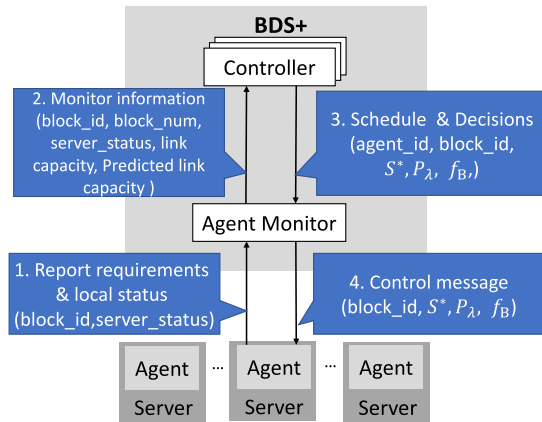 BDS+
Controller
2. Monitor information
(block_id, block_num,
server_status, link
capacity, Predicted link
capacity )
3. Schedule & Decisions
(agent_id, block_id,
S*, Pλ, fB,)
Agent Monitor
1. Report requirements
& local status
(block_id,server_status)
4. Control message
(block_id, S*, Pλ, fB)
Agent ... Agent ... Agent
Server Server Server